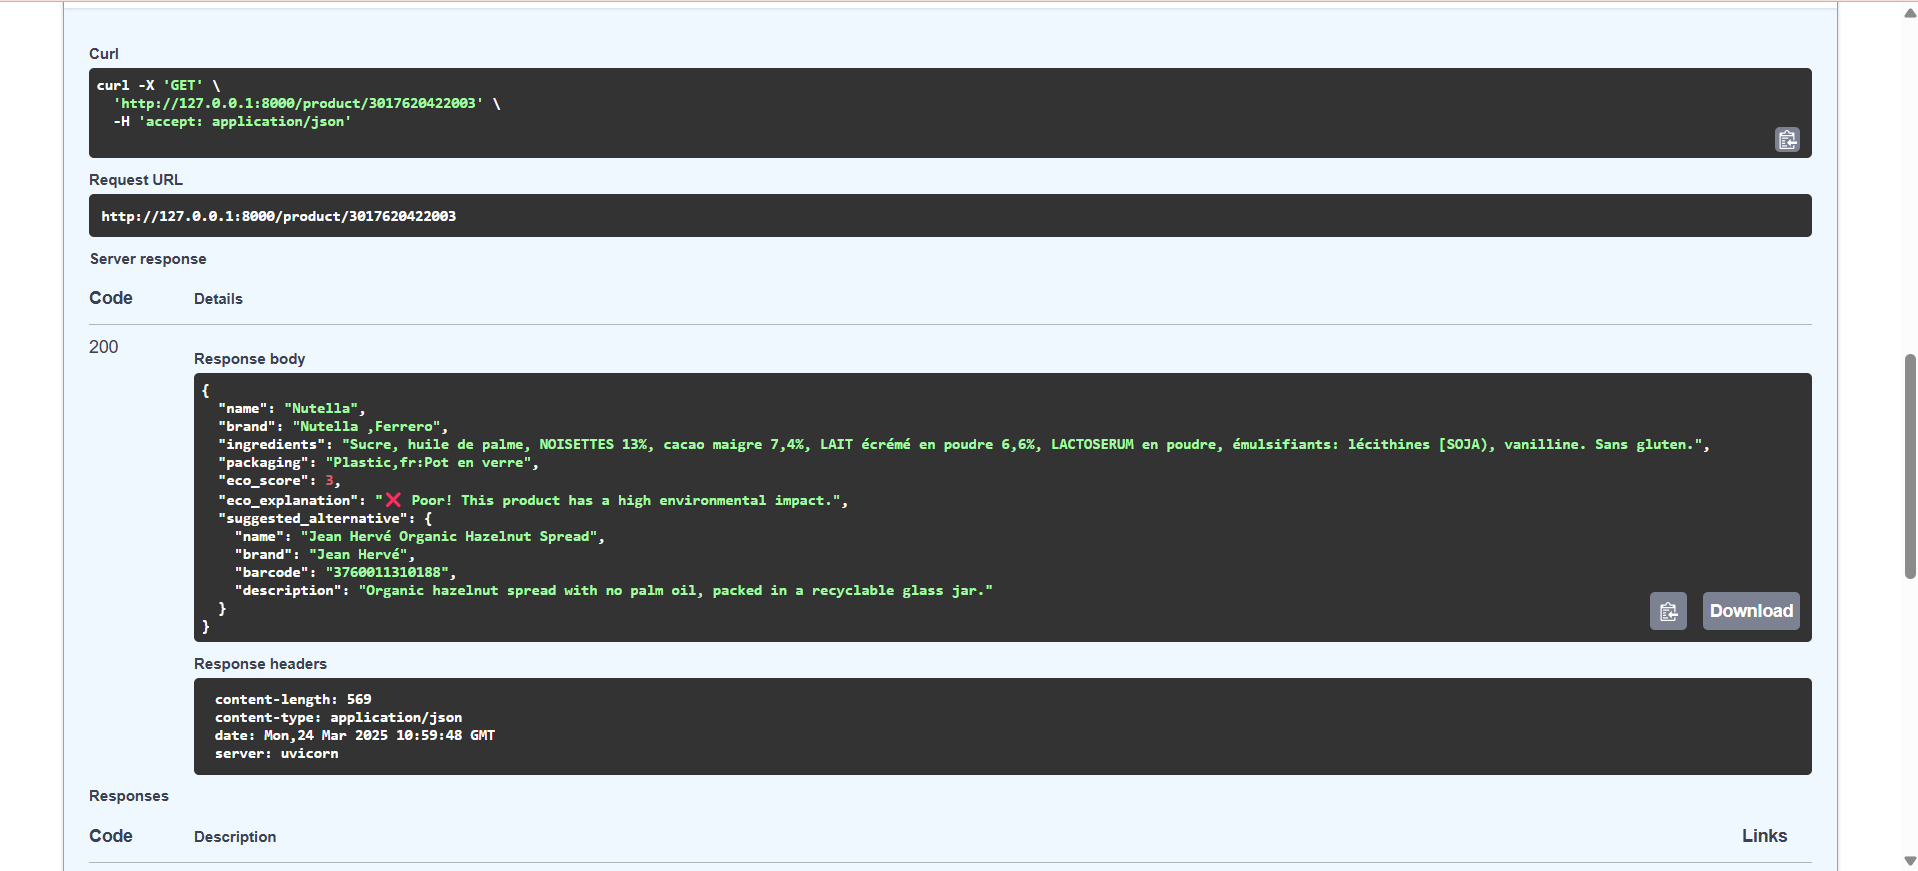 Curl
curl -X 'GET' \
'http://127.0.0.1:8000/product/3017620422003' \
-H 'accept: application/json'
Request URL
http://127.0.0.1:8000/product/3017620422003
Server response
Code Details
200
Response body
{
"name": "Nutella",
"brand": "Nutella ,Ferrero",
"ingredients": "Sucre, huile de palme, NOISETTES 13%, cacao maigre 7,4%, LAIT écrémé en poudre 6,6%, LACTOSERUM en poudre, émulsifiants: lécithines [SOJA), vanilline. Sans gluten.",
"packaging": "Plastic,fr:Pot en verre",
"eco_score": 3,
"eco_explanation": "❌ Poor! This product has a high environmental impact.",
"suggested_alternative": {
"name": "Jean Hervé Organic Hazelnut Spread",
"brand": "Jean Hervé",
"barcode": "3760011310188",
"description": "Organic hazelnut spread with no palm oil, packed in a recyclable glass jar."
}
}
Download
Response headers
content-length: 569
content-type: application/json
date: Mon,24 Mar 2025 10:59:48 GMT
server: uvicorn
Responses
Code Description Links